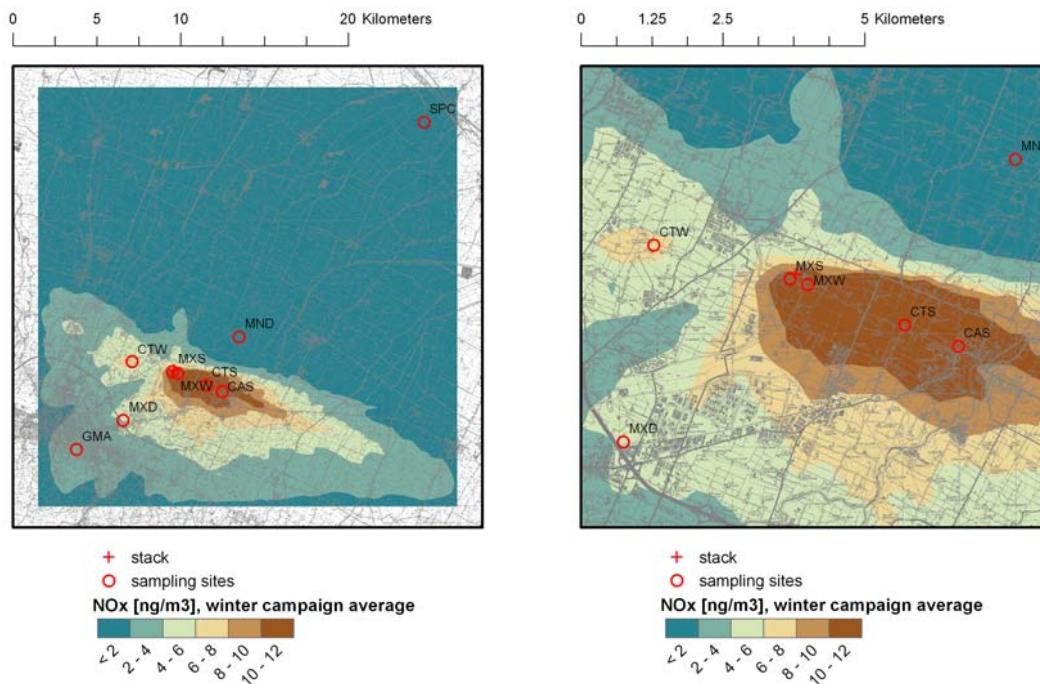 0 5 10 20 Kilometers
SPC
MND
CTW
MXS
CTS
MXW CAS
MXD
GMA
stack
sampling sites
NOx [ng/m3], winter campaign average
< 2 2 - 4 4 - 6 6 - 8 8 - 10 10 - 12
0 1.25 2.5 5 Kilometers
MN
CTW
MXS
MXW
CTS
CAS
MXD
stack
sampling sites
NOx [ng/m3], winter campaign average
< 2 2 - 4 4 - 6 6 - 8 8 - 10 10 - 12